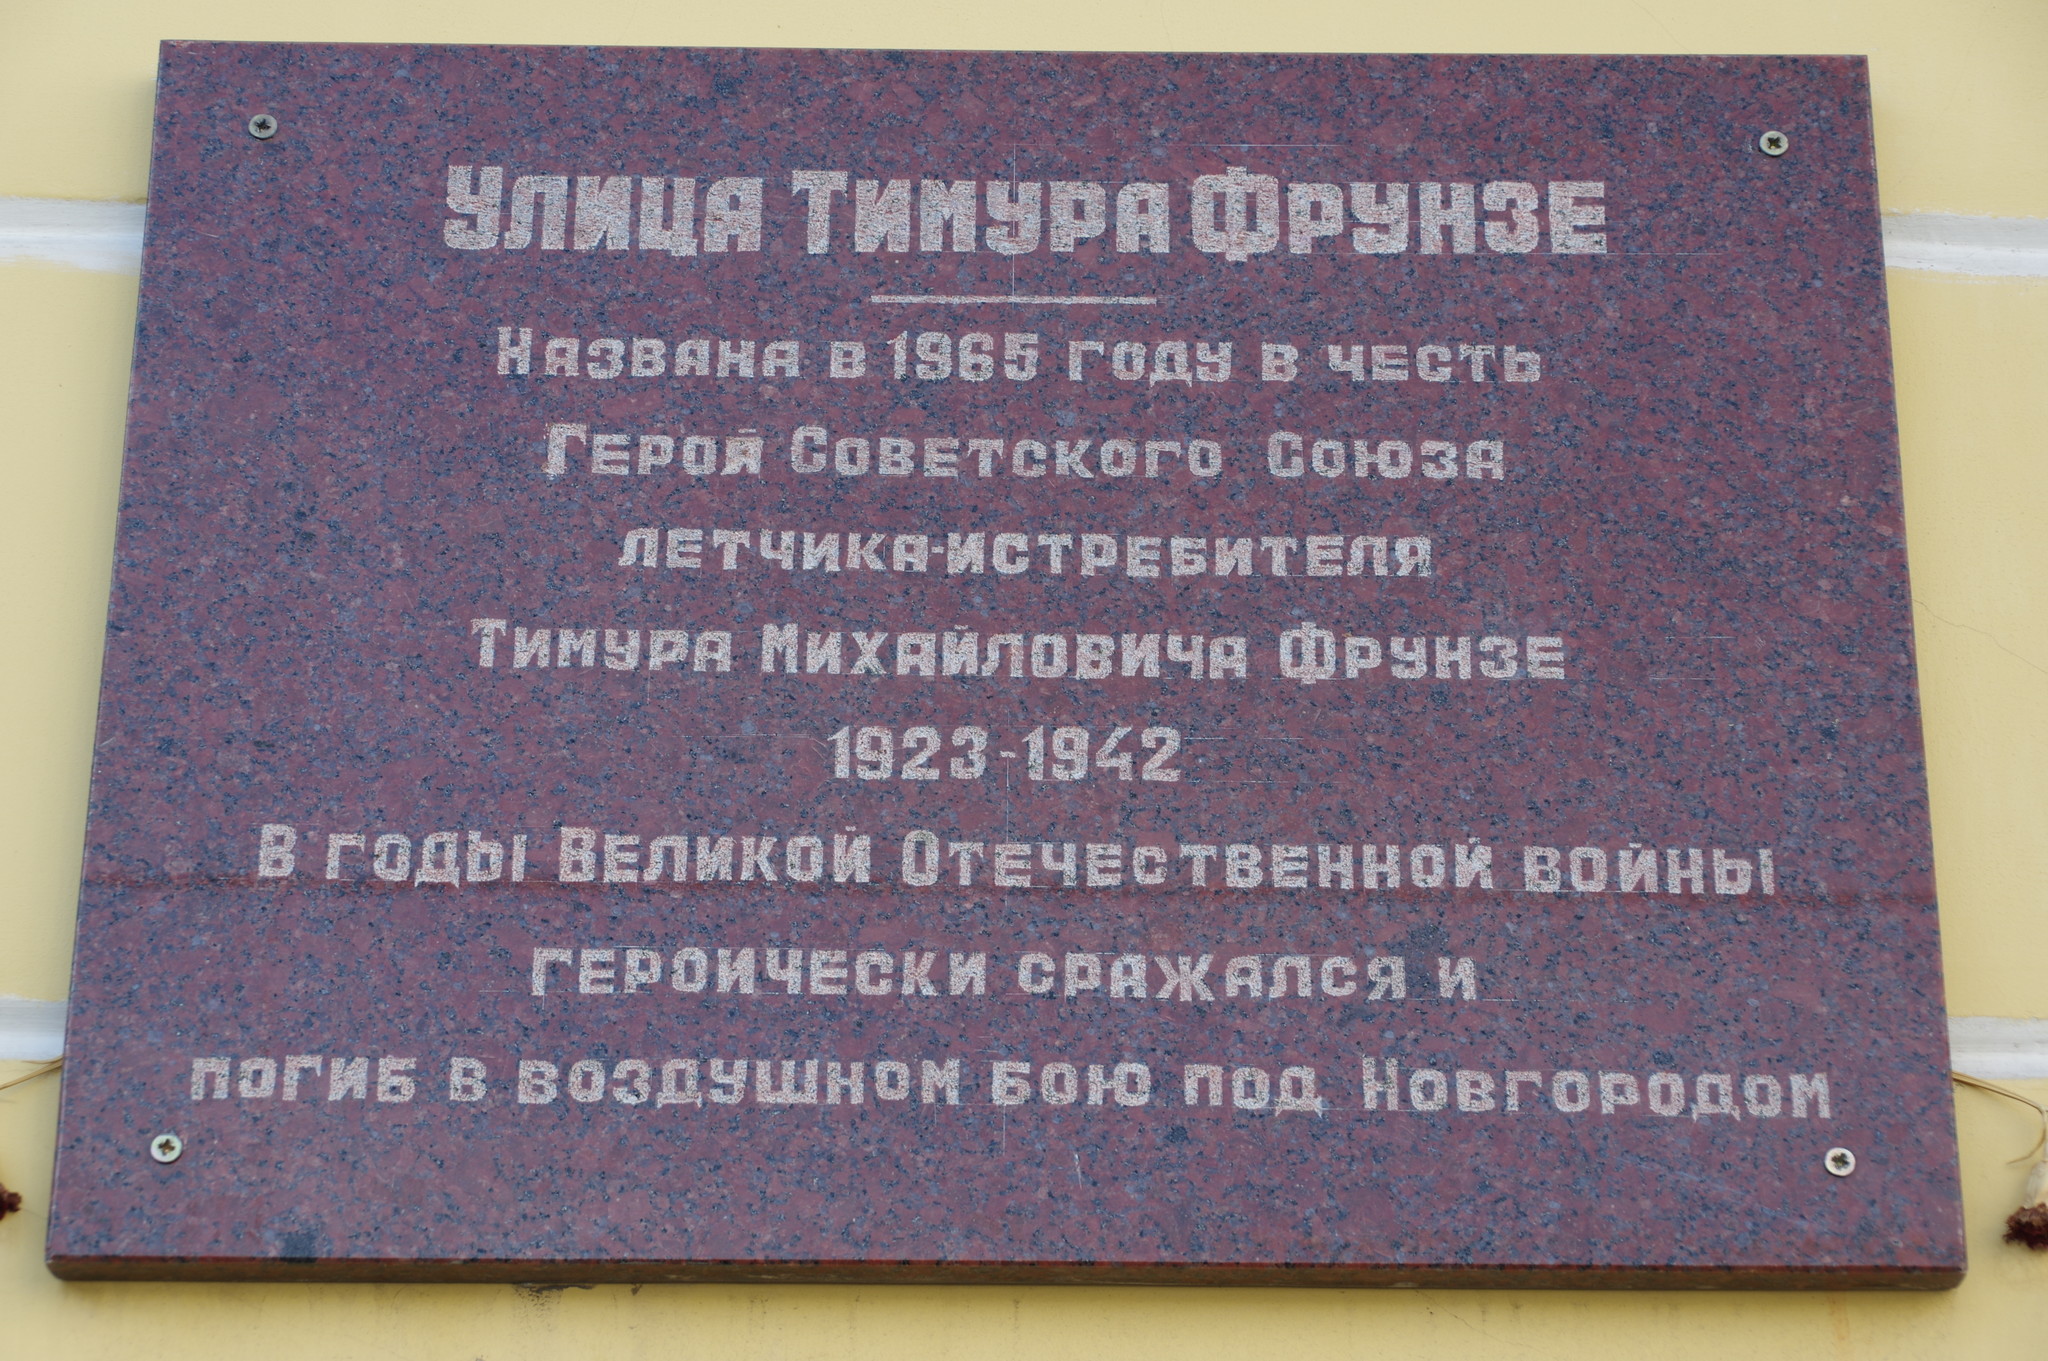 Улица Тимура Фрунзе
Названа в 1965 году в честь
Героя Советского Союза
летчика-истребителя
Тимура Михайловича Фрунзе
1923-1942
В годы Великой Отечественной войны
героически сражался и
погиб в воздушном бою под Новгородом